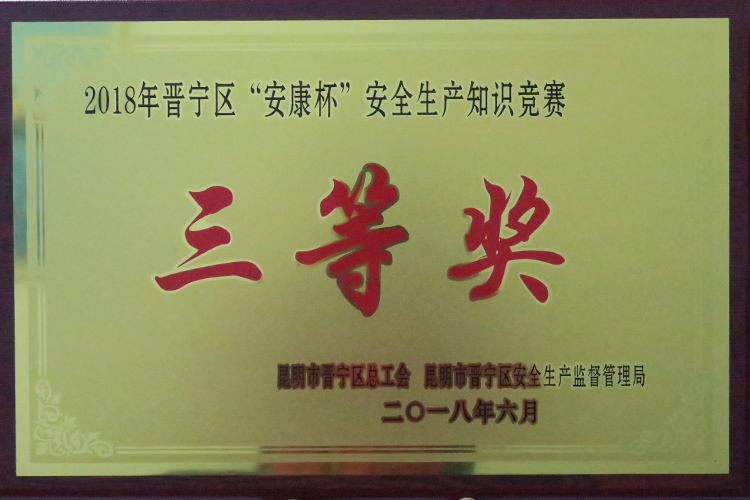 2018年晋宁区“安康杯”安全生产知识竞赛
三等奖
昆明市晋宁区总工会 昆明市晋宁区安全生产监督管理局
二〇一八年六月